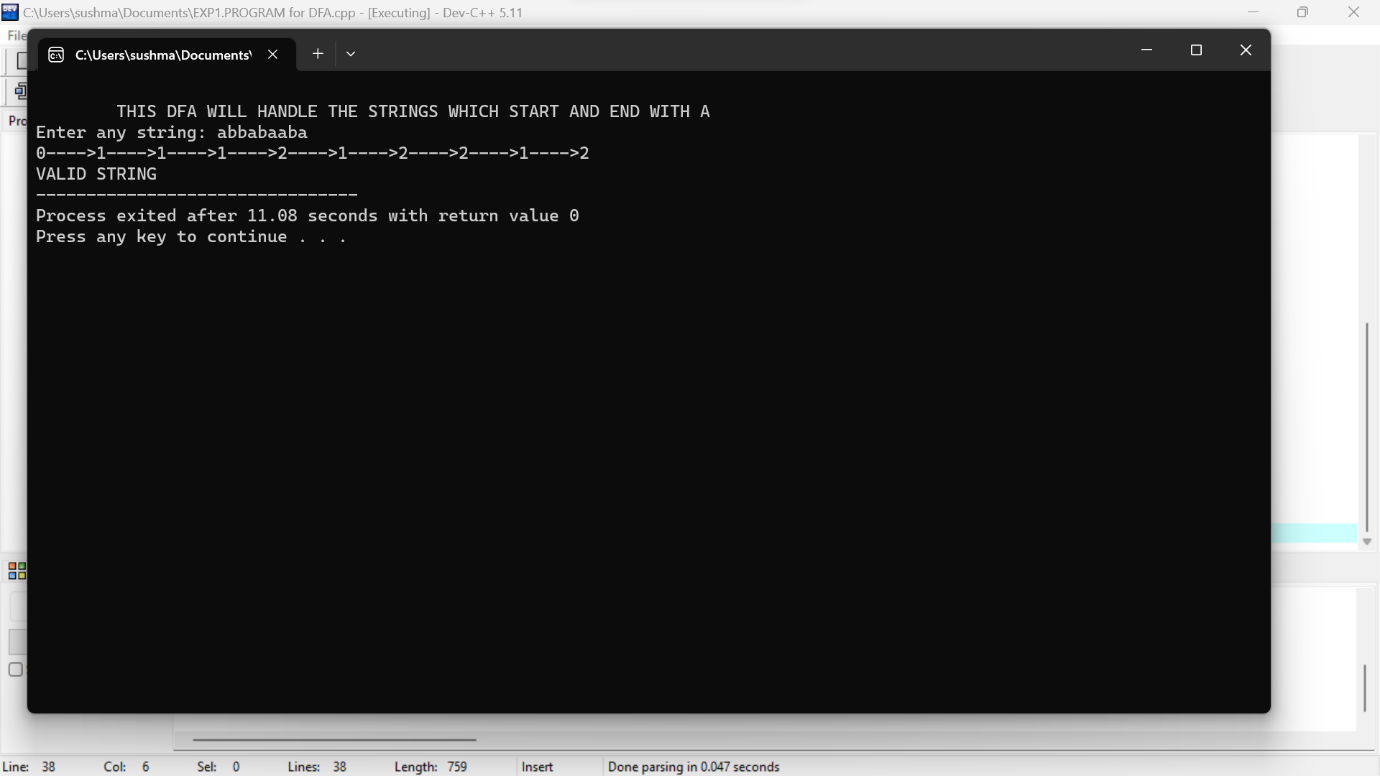 C:\Users\sushma\Documents\EXP1.PROGRAM for DFA.cpp - [Executing] - Dev-C++ 5.11
File
C:\Users\sushma\Documents\
THIS DFA WILL HANDLE THE STRINGS WHICH START AND END WITH A
Enter any string: abbabaaba
0---->1---->1---->1---->2---->1---->2---->2---->1---->2
VALID STRING
--------------------------------
Process exited after 11.08 seconds with return value 0
Press any key to continue . . .
Pro
Line: 38 Col: 6 Sel: 0 Lines: 38 Length: 759 Insert Done parsing in 0.047 seconds